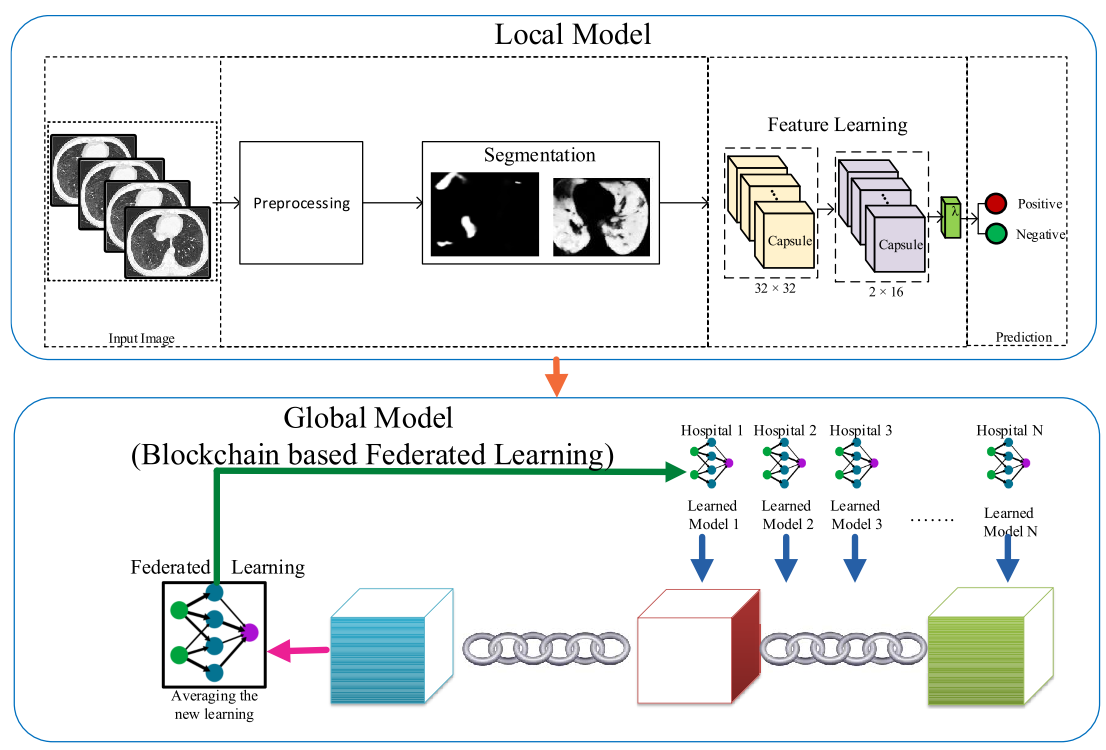 Local Model
Input Image
Preprocessing
Segmentation
Feature Learning
Capsule
32 × 32
Capsule
2 × 16
λ
Positive
Negative
Prediction
Global Model
(Blockchain based Federated Learning)
Hospital 1
Hospital 2
Hospital 3
Hospital N
Learned
Model 1
Learned
Model 2
Learned
Model 3
.......
Learned
Model N
Federated Learning
Averaging the
new learning